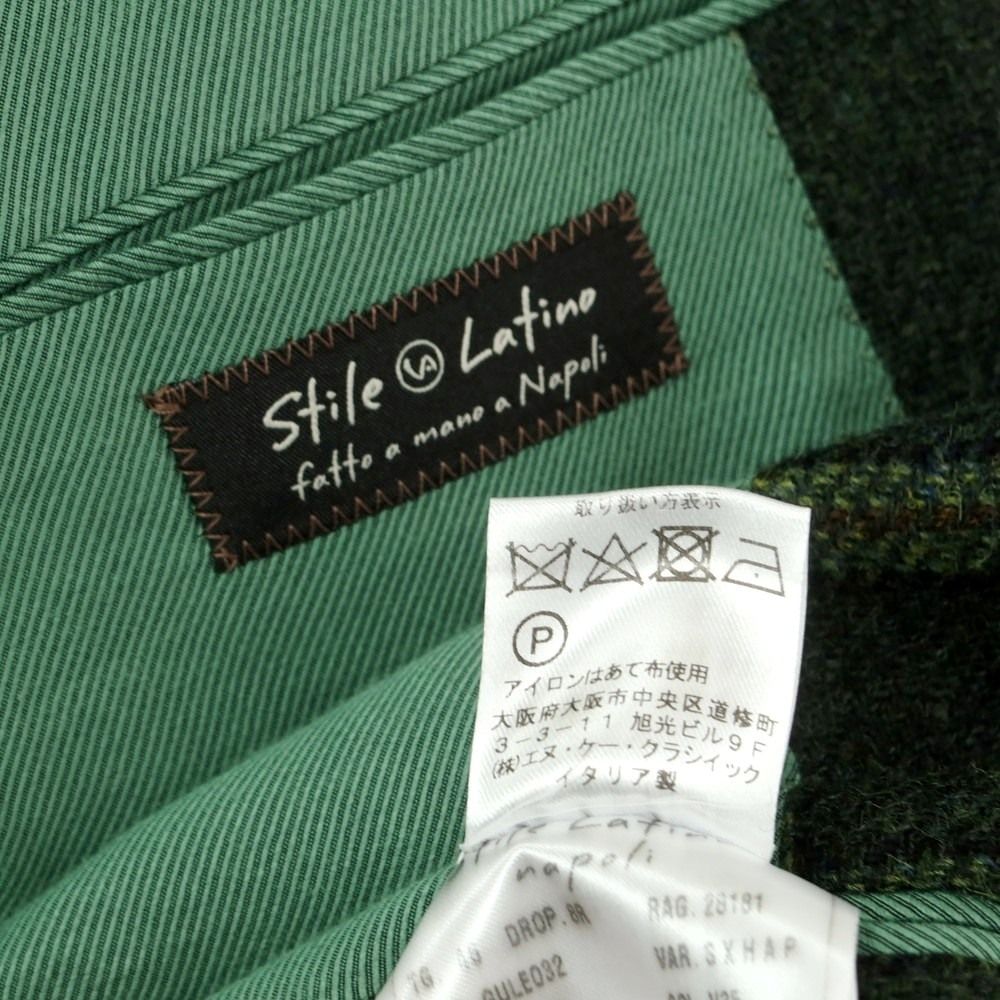 Stile VA Latino
fatto a mano a Napoli
取り扱い方表示
P
アイロンはあて布使用
大阪府大阪市中央区道修町
3-3-11 旭光ビル9F
(株)エヌ・ケー・クラシイック
イタリア製
Stile Latino
napoli
DROP.8R RAG.28181
VAR.SXHAP